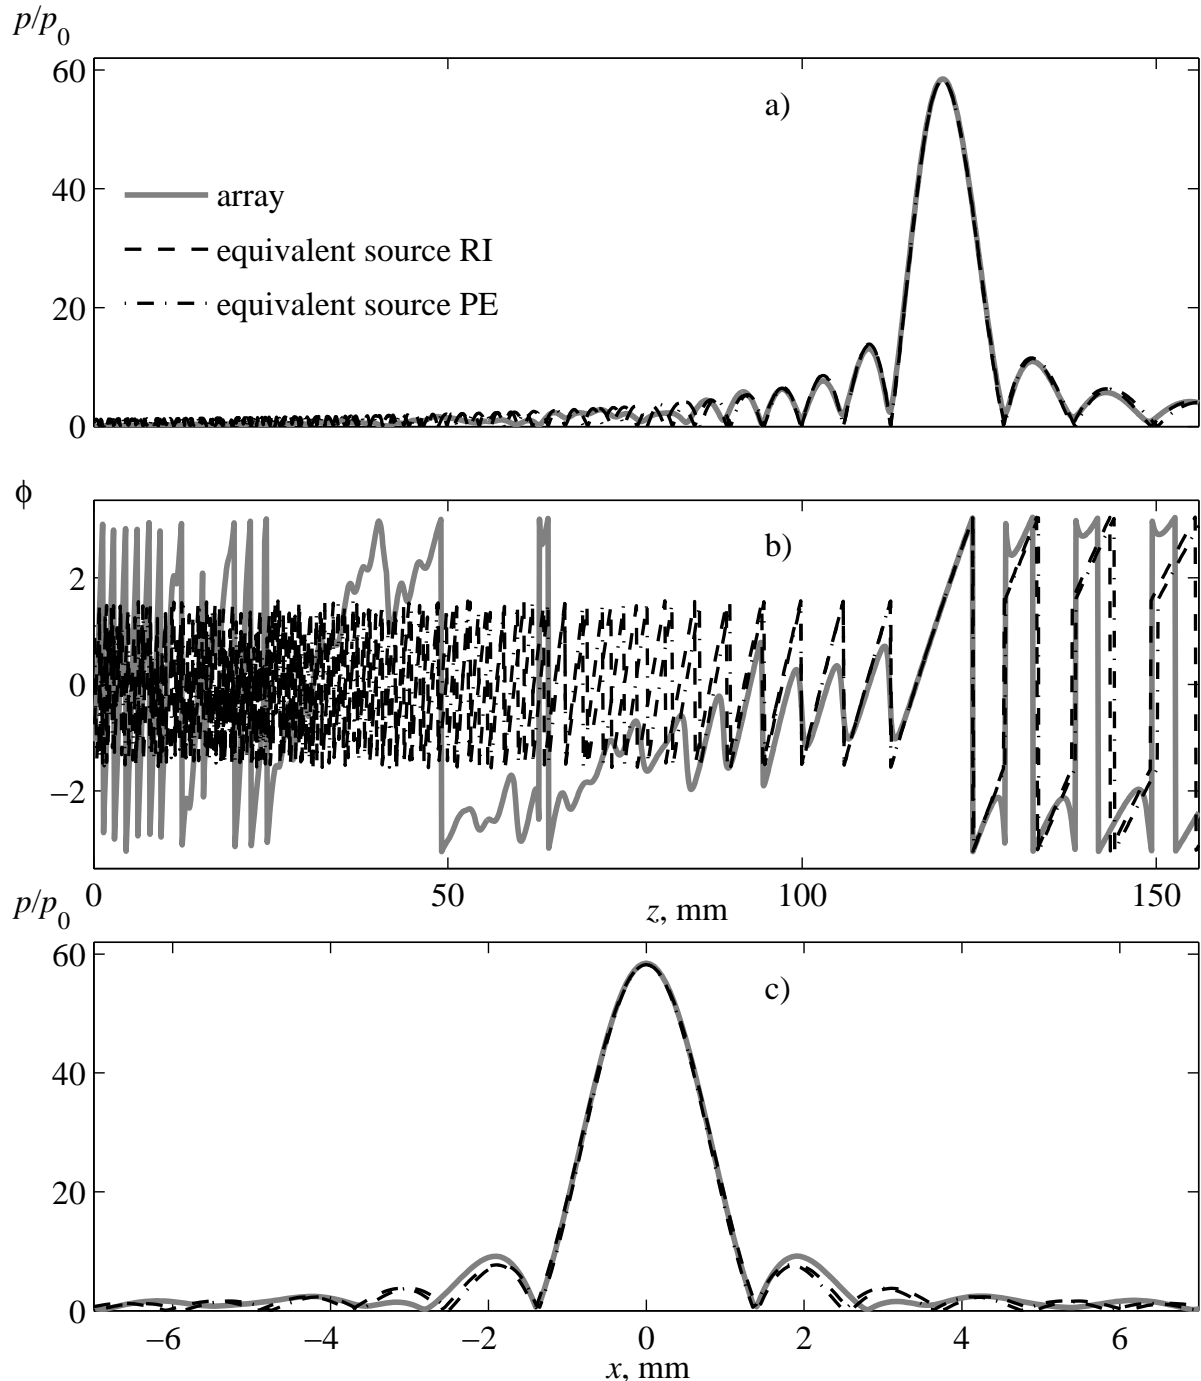 p/p0
60
a)
40
array
equivalent source RI
equivalent source PE
20
0
ϕ
b)
2
0
−2
0 50 100 150
z, mm
p/p0
60
c)
40
20
0
−6 −4 −2 0 2 4 6
x, mm